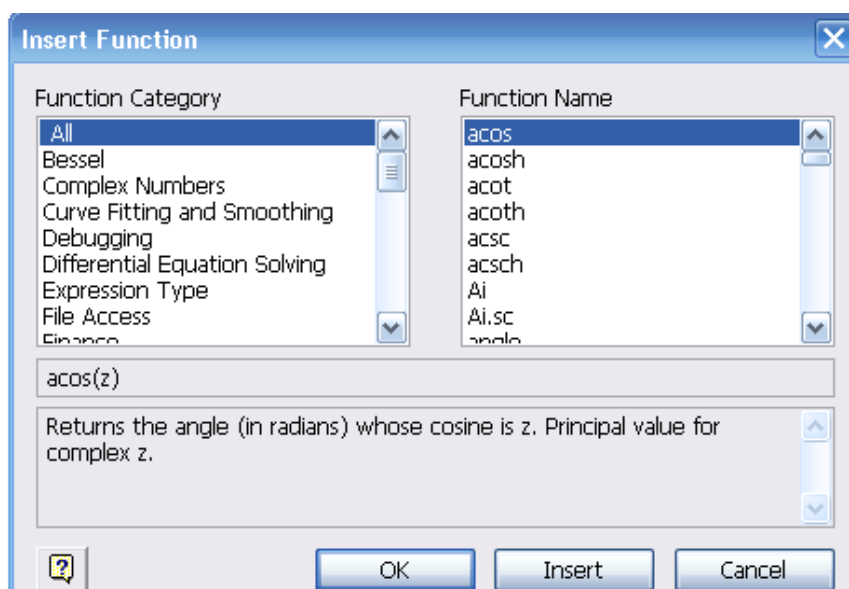 Insert Function
Function Category
All
Bessel
Complex Numbers
Curve Fitting and Smoothing
Debugging
Differential Equation Solving
Expression Type
File Access
Finance
Function Name
acos
acosh
acot
acoth
acsc
acsch
Ai
Ai.sc
angle
acos(z)
Returns the angle (in radians) whose cosine is z. Principal value for
complex z.
?
OK
Insert
Cancel